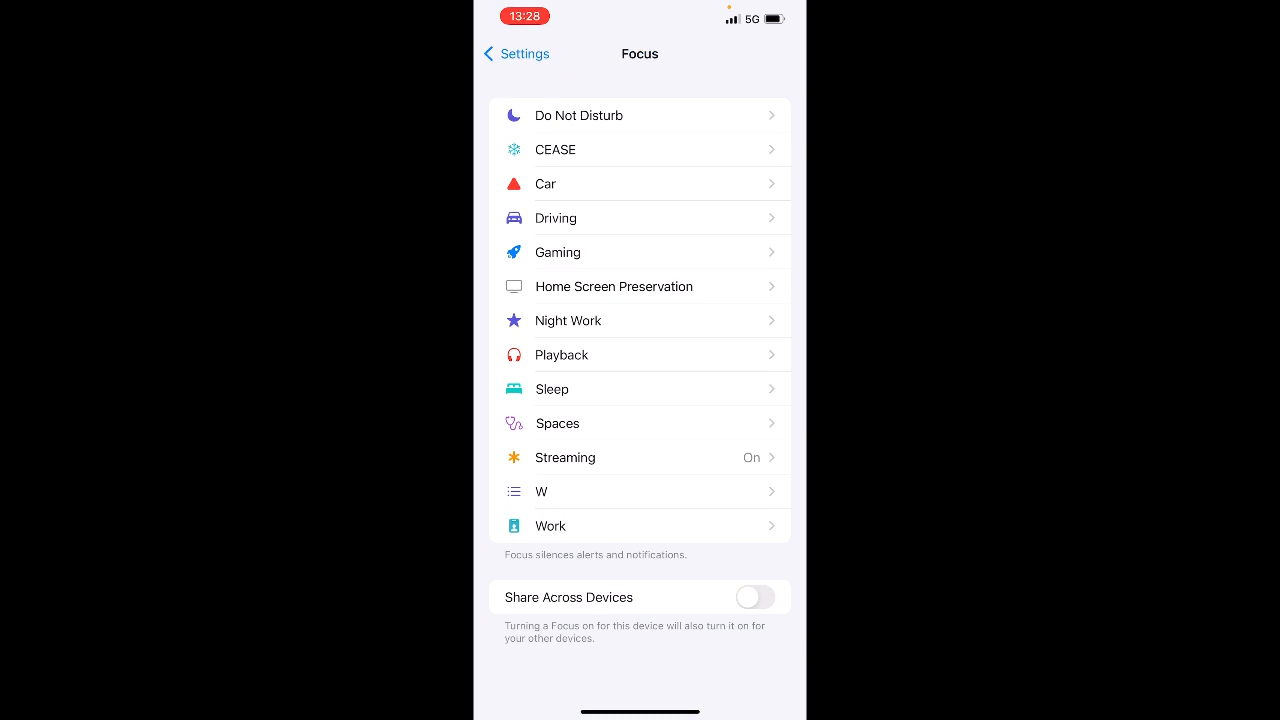 13:28
5G
Settings
Focus
Do Not Disturb
CEASE
Car
Driving
Gaming
Home Screen Preservation
Night Work
Playback
Sleep
Spaces
Streaming On
W
Work
Focus silences alerts and notifications.
Share Across Devices
Turning a Focus on for this device will also turn it on for
your other devices.